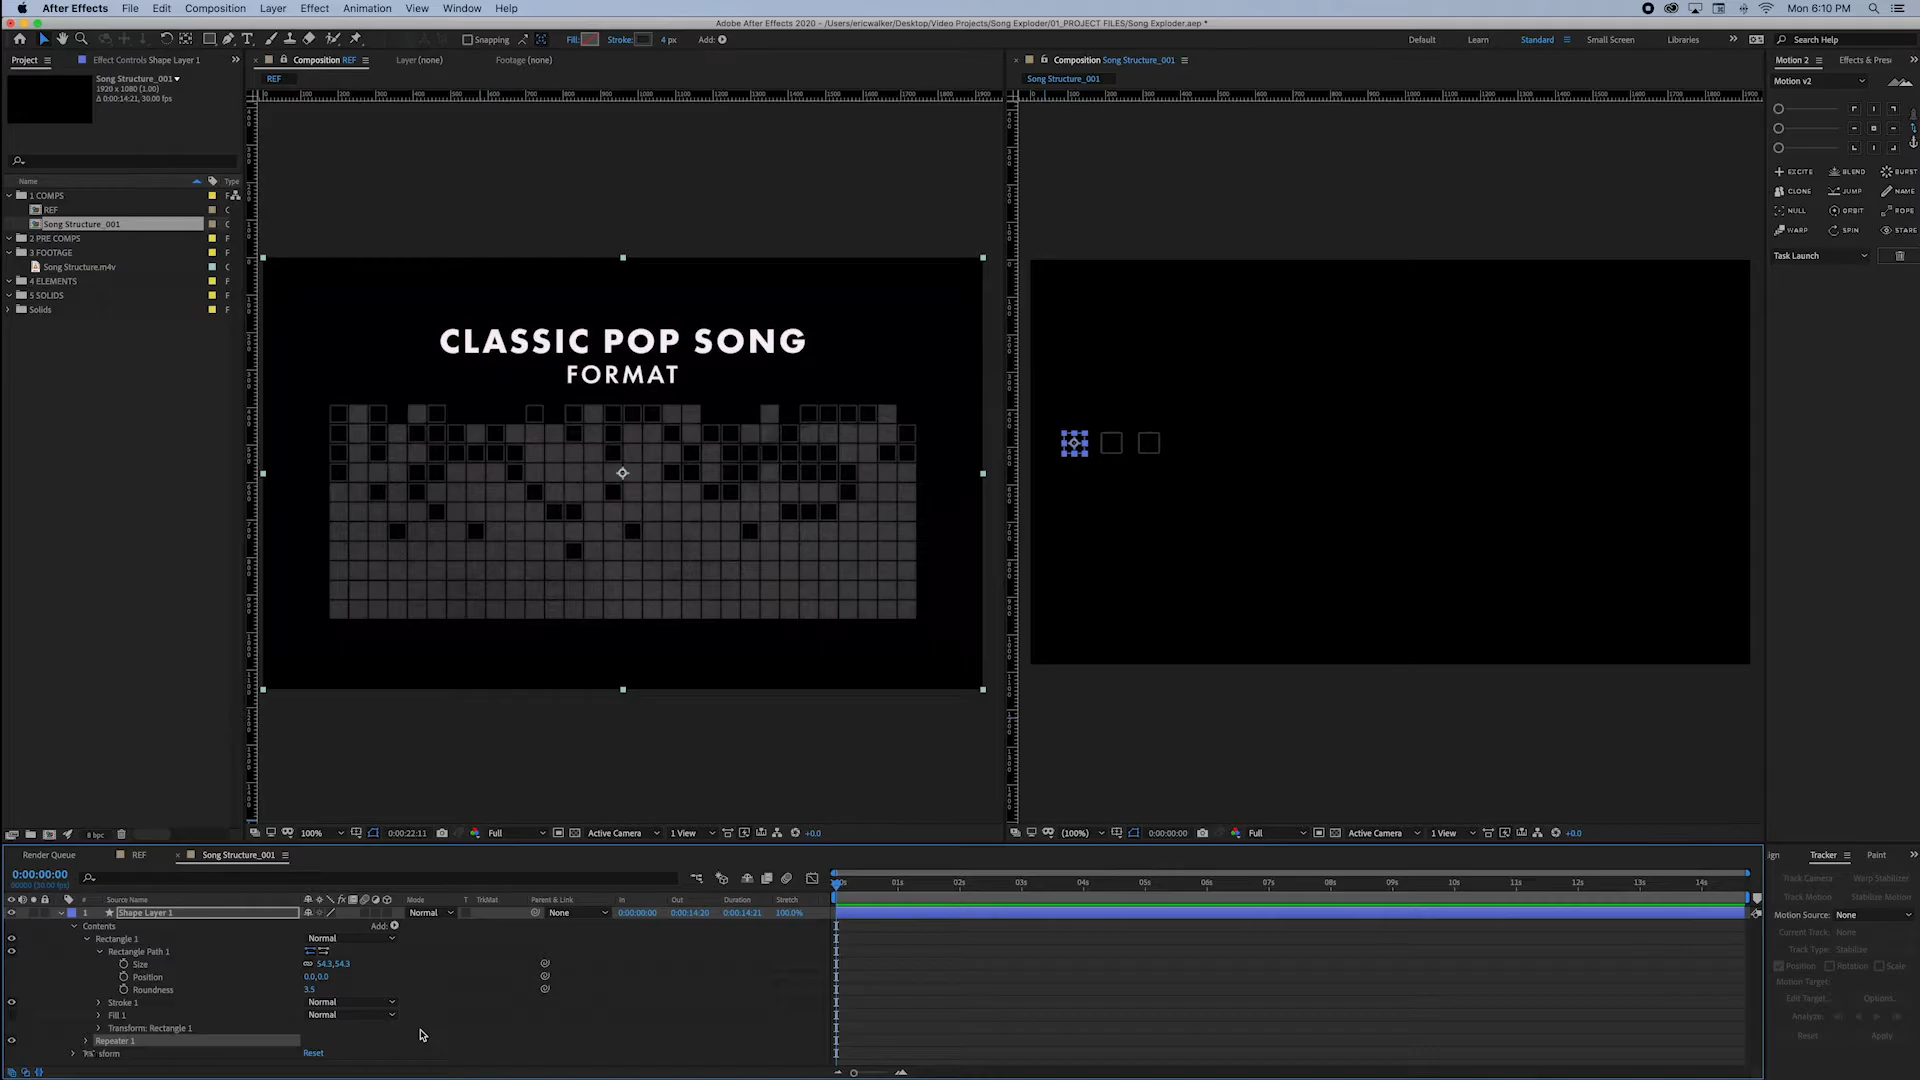 After Effects File Edit Composition Layer Effect Animation View Window Help Mon 6:10 PM
Adobe After Effects 2020 - /Users/ericwalker/Desktop/Video Projects/Song Exploder/01_PROJECT FILES/Song Exploder.aep *
Snapping Fill: Stroke: 4 px Add: Default Learn Standard Small Screen Libraries Search Help
Project Effect Controls Shape Layer 1 Composition REF Layer (none) Footage (none) Composition Song Structure_001 Motion 2 Effects & Pres
Song Structure_001
1920 x 1080 (1.00)
Δ 0:00:14:21, 30.00 fps
REF
Song Structure_001
Motion v2
Name Type
1 COMPS F
REF C
Song Structure_001 C
2 PRE COMPS F
3 FOOTAGE F
Song Structure.m4v C
4 ELEMENTS F
5 SOLIDS F
Solids F
EXCITE BLEND BURST
CLONE JUMP NAME
NULL ORBIT ROPE
WARP SPIN STARE
Task Launch
CLASSIC POP SONG
FORMAT
8 bpc
100% 0:00:22:11 Full Active Camera 1 View +0.0
(100%) 0:00:00:00 Full Active Camera 1 View +0.0
Render Queue REF Song Structure_001
0:00:00:00
00000 (30.00 fps)
00s 01s 02s 03s 04s 05s 06s 07s 08s 09s 10s 11s 12s 13s 14s
# Source Name Mode T TrkMat Parent & Link In Out Duration Stretch
1 Shape Layer 1 Normal None 0:00:00:00 0:00:14:20 0:00:14:21 100.0%
Contents Add:
Rectangle 1 Normal
Rectangle Path 1
Size 54.3,54.3
Position 0.0,0.0
Roundness 3.5
Stroke 1 Normal
Fill 1 Normal
Transform: Rectangle 1
Repeater 1
sform Reset
ign Tracker Paint
Track Camera Warp Stabilizer
Track Motion Stabilize Motion
Motion Source: None
Current Track: None
Track Type: Stabilize
Position Rotation Scale
Motion Target:
Edit Target... Options...
Analyze:
Reset Apply